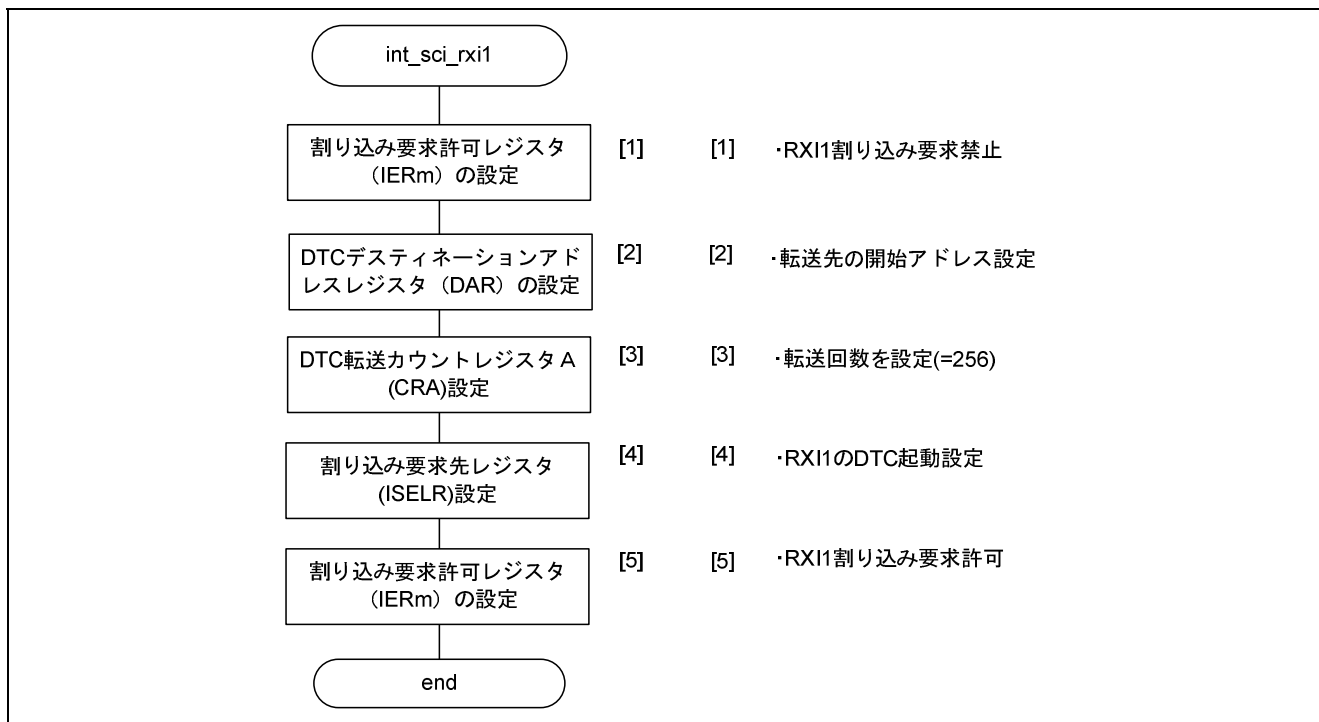 int_sci_rxi1
割り込み要求許可レジスタ
（IERm）の設定
[1]
[1]
・RXI1割り込み要求禁止
DTCデスティネーションアド
レスレジスタ（DAR）の設定
[2]
[2]
・転送先の開始アドレス設定
DTC転送カウントレジスタＡ
(CRA)設定
[3]
[3]
・転送回数を設定(=256)
割り込み要求先レジスタ
(ISELR)設定
[4]
[4]
・RXI1のDTC起動設定
割り込み要求許可レジスタ
（IERm）の設定
[5]
[5]
・RXI1割り込み要求許可
end